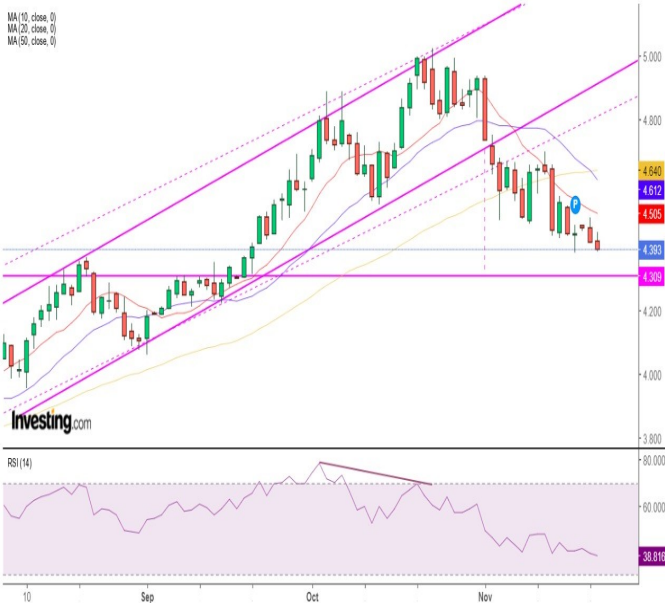 MA (10, close, 0)
MA (20, close, 0)
MA (50, close, 0)
5.000
4.800
4.640
4.612
4.505
4.393
4.309
4.200
4.000
3.800
P
Investing.com
RSI (14)
80.000
60.000
38.816
10 Sep Oct Nov